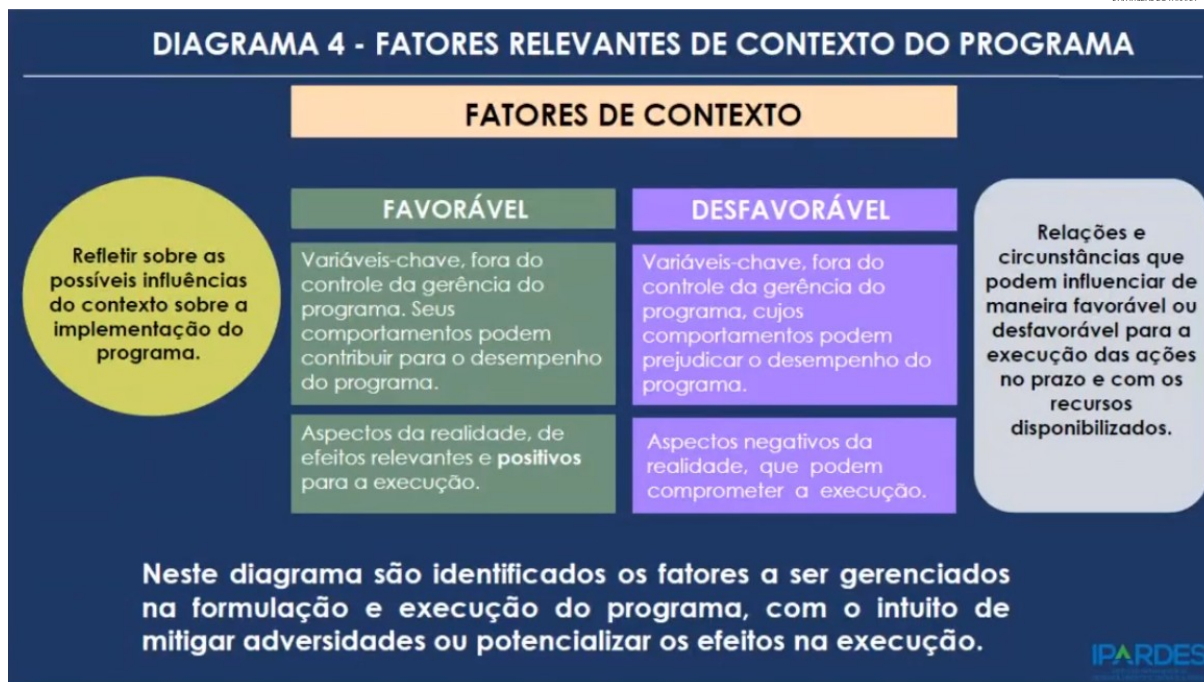 DIAGRAMA 4 - FATORES RELEVANTES DE CONTEXTO DO PROGRAMA
FATORES DE CONTEXTO
Refletir sobre as
possíveis influências
do contexto sobre a
implementação do
programa.
FAVORÁVEL
Variáveis-chave, fora do
controle da gerência do
programa. Seus
comportamentos podem
contribuir para o desempenho
do programa.
Aspectos da realidade, de
efeitos relevantes e positivos
para a execução.
DESFAVORÁVEL
Variáveis-chave, fora do
controle da gerência do
programa, cujos
comportamentos podem
prejudicar o desempenho do
programa.
Aspectos negativos da
realidade, que podem
comprometer a execução.
Relações e
circunstâncias que
podem influenciar de
maneira favorável ou
desfavorável para a
execução das ações
no prazo e com os
recursos
disponibilizados.
Neste diagrama são identificados os fatores a ser gerenciados
na formulação e execução do programa, com o intuito de
mitigar adversidades ou potencializar os efeitos na execução.
IPARDES